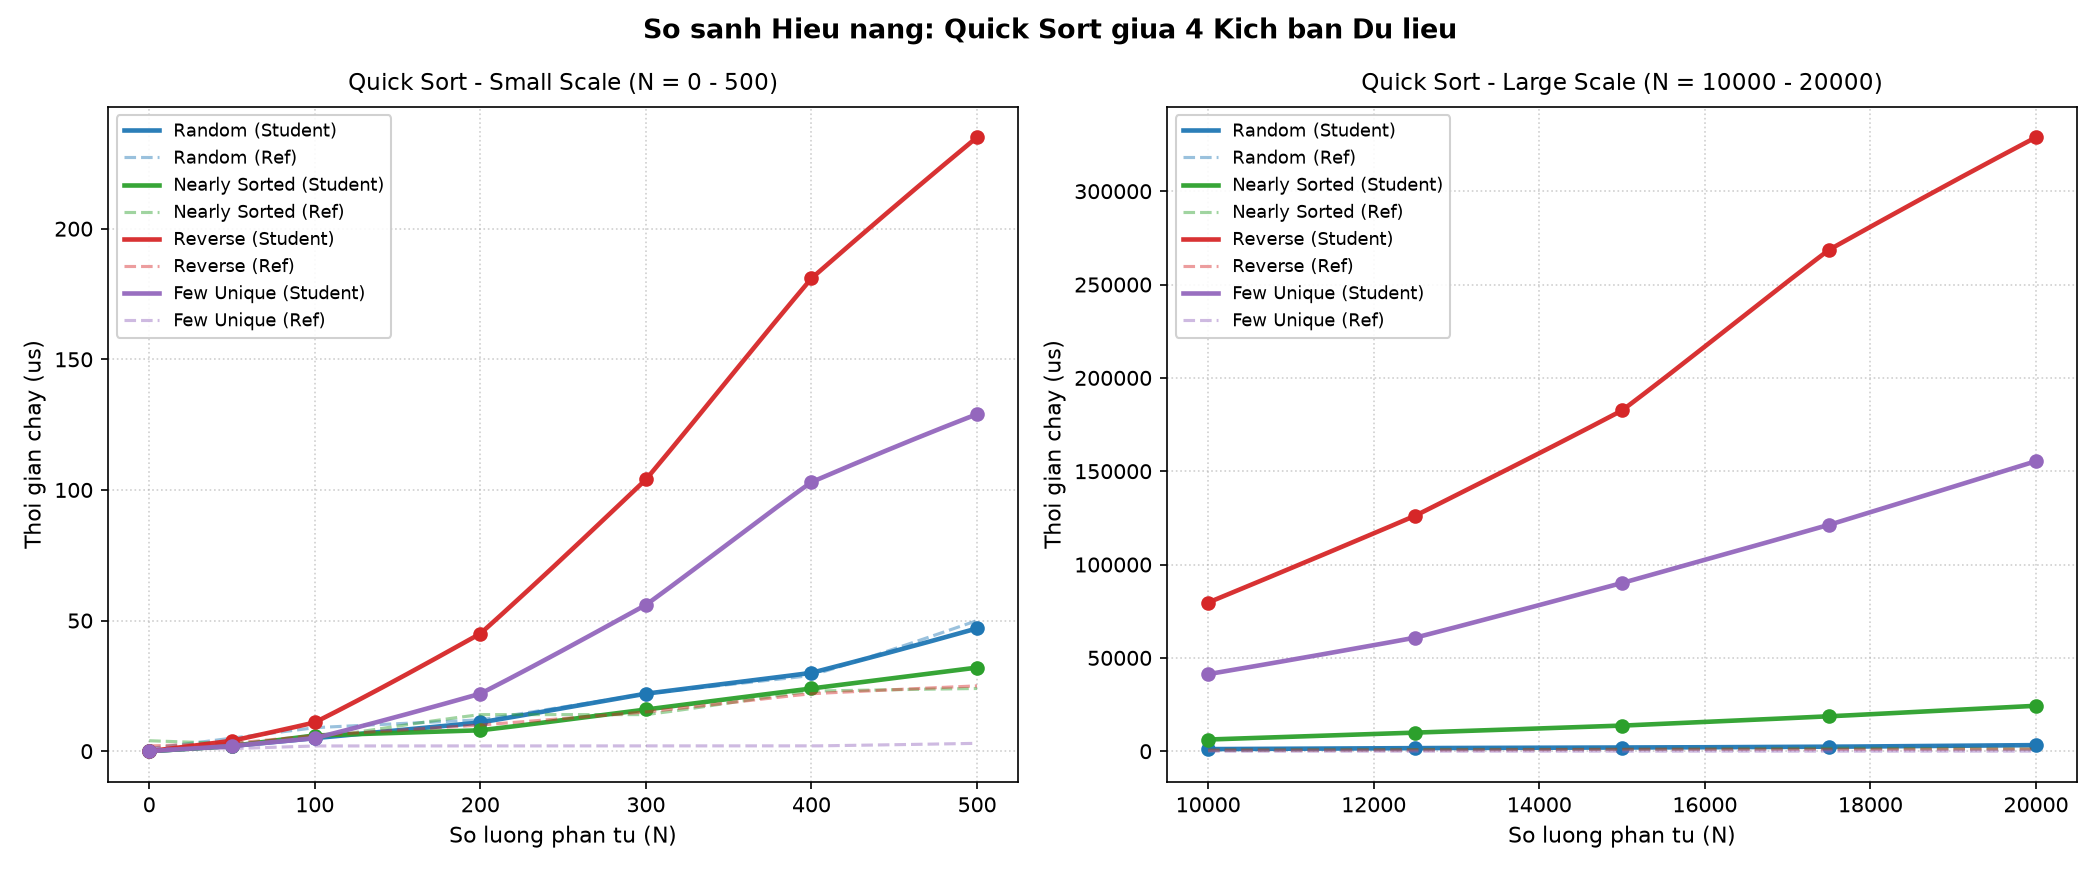 So sanh Hieu nang: Quick Sort giua 4 Kich ban Du lieu
Quick Sort - Small Scale (N = 0 - 500)
Random (Student)
Random (Ref)
Nearly Sorted (Student)
Nearly Sorted (Ref)
Reverse (Student)
Reverse (Ref)
Few Unique (Student)
Few Unique (Ref)
Thoi gian chay (us)
200
150
100
50
0
0 100 200 300 400 500
So luong phan tu (N)
Quick Sort - Large Scale (N = 10000 - 20000)
Random (Student)
Random (Ref)
Nearly Sorted (Student)
Nearly Sorted (Ref)
Reverse (Student)
Reverse (Ref)
Few Unique (Student)
Few Unique (Ref)
Thoi gian chay (us)
300000
250000
200000
150000
100000
50000
0
10000 12000 14000 16000 18000 20000
So luong phan tu (N)